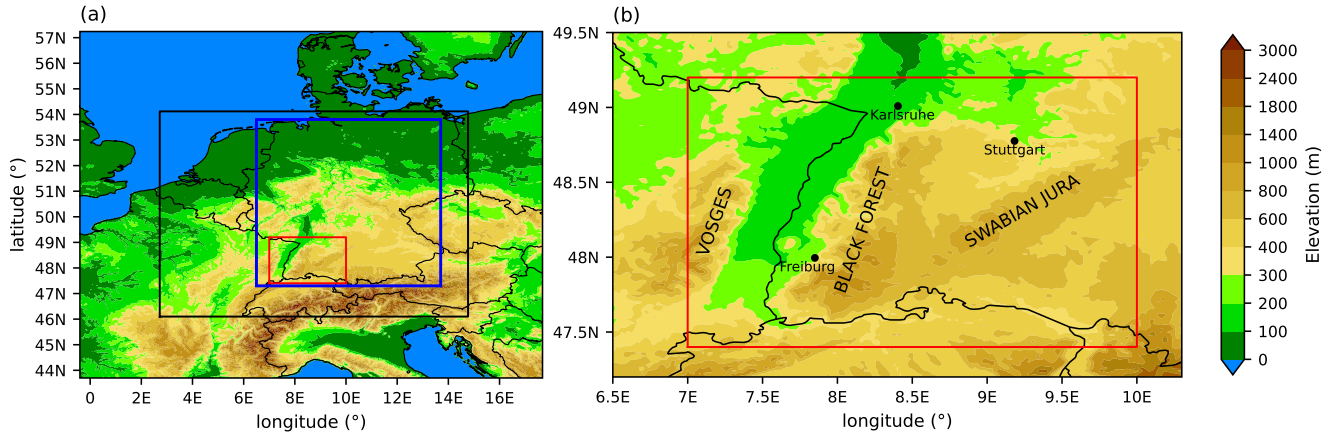 (a)
57N
56N
55N
54N
53N
52N
51N
50N
49N
48N
47N
46N
45N
44N
latitude (°)
0
2E
4E
6E
8E
10E
12E
14E
16E
longitude (°)
(b)
49.5N
49N
48.5N
48N
47.5N
6.5E
7E
7.5E
8E
8.5E
9E
9.5E
10E
longitude (°)
Karlsruhe
Stuttgart
Freiburg
VOSGES
BLACK FOREST
SWABIAN JURA
3000
2400
1800
1400
1000
800
600
400
300
200
100
0
Elevation (m)